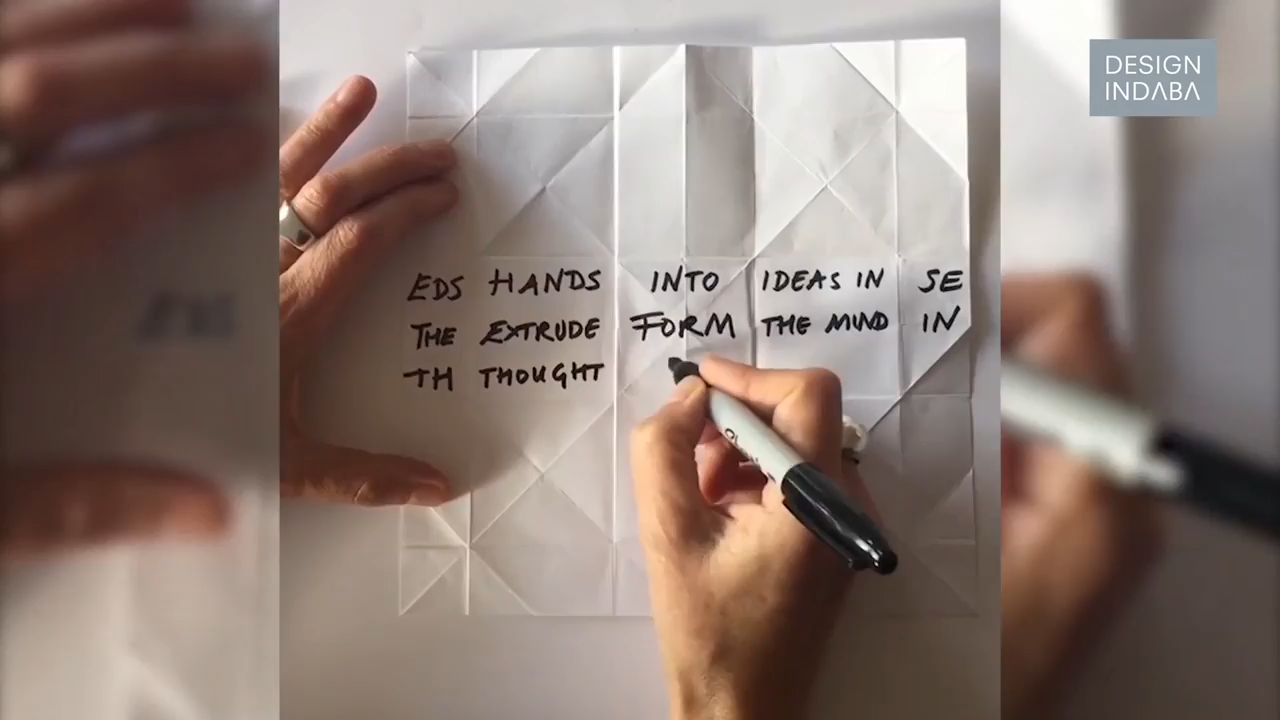 DESIGN
INDABA
EDS HANDS INTO IDEAS IN SE
THE EXTRUDE FORM THE MIND IN
TH THOUGHT